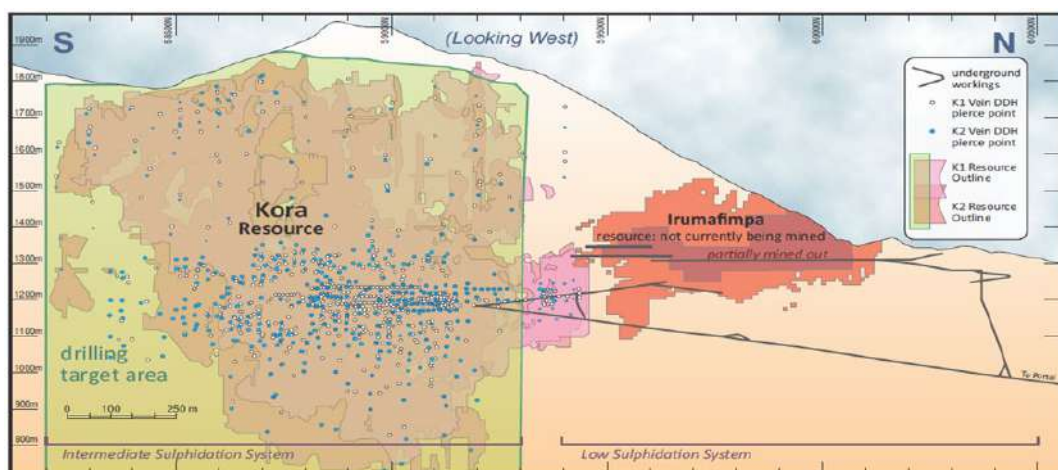 S
(Looking West)
N
1900m
1800m
1700m
1600m
1500m
1400m
1300m
1200m
1100m
1000m
900m
800m
underground
workings
K1 Vein DDH
pierce point
K2 Vein DDH
pierce point
K1 Resource
Outline
K2 Resource
Outline
Kora
Resource
Irumafimpa
resource: not currently being mined
partially mined out
drilling
target area
0 100 250 m
To Portal
Intermediate Sulphidation System
Low Sulphidation System